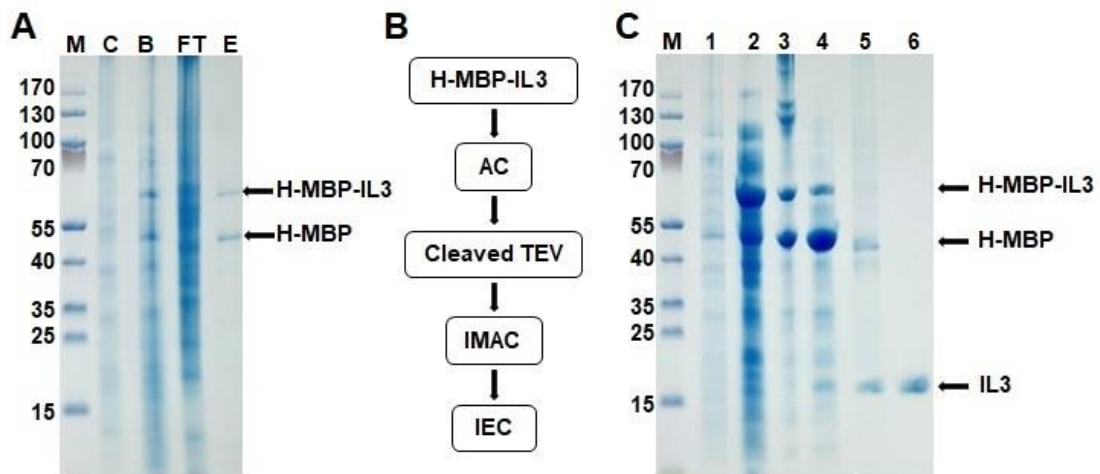 A
M C B FT E
170
130
100
70
55
40
35
25
15
H-MBP-IL3
H-MBP
B
H-MBP-IL3
AC
Cleaved TEV
IMAC
IEC
C
M 1 2 3 4 5 6
170
130
100
70
55
40
35
25
15
H-MBP-IL3
H-MBP
IL3